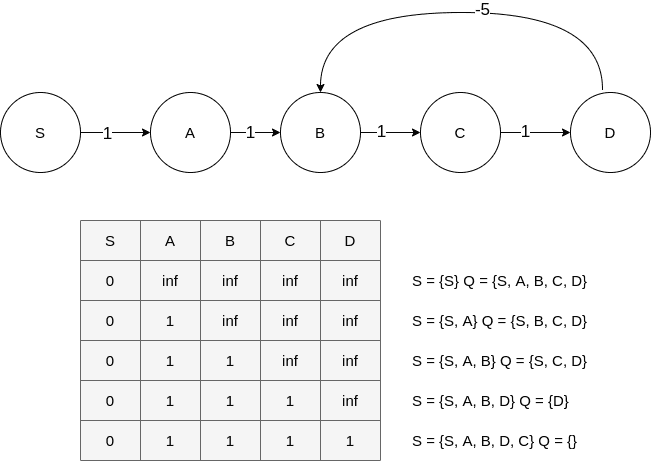 -5
S 1 A 1 B 1 C 1 D
S A B C D
0 inf inf inf inf S = {S} Q = {S, A, B, C, D}
0 1 inf inf inf S = {S, A} Q = {S, B, C, D}
0 1 1 inf inf S = {S, A, B} Q = {S, C, D}
0 1 1 1 inf S = {S, A, B, D} Q = {D}
0 1 1 1 1 S = {S, A, B, D, C} Q = {}